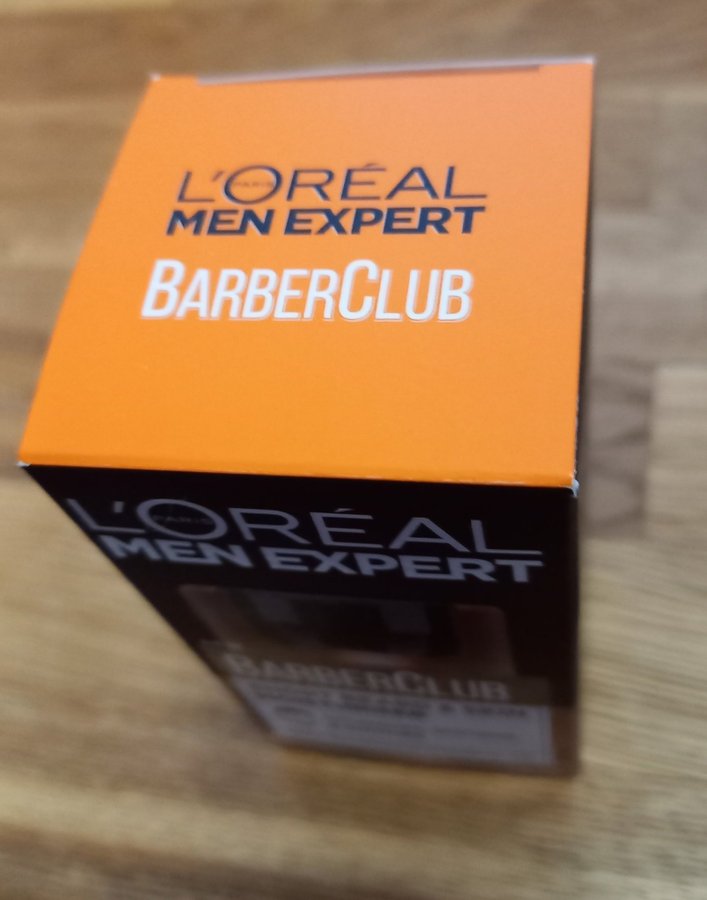 L'ORÉAL
PARIS
MEN EXPERT
BARBERCLUB
L'ORÉAL
PARIS
MEN EXPERT
BARBERCLUB